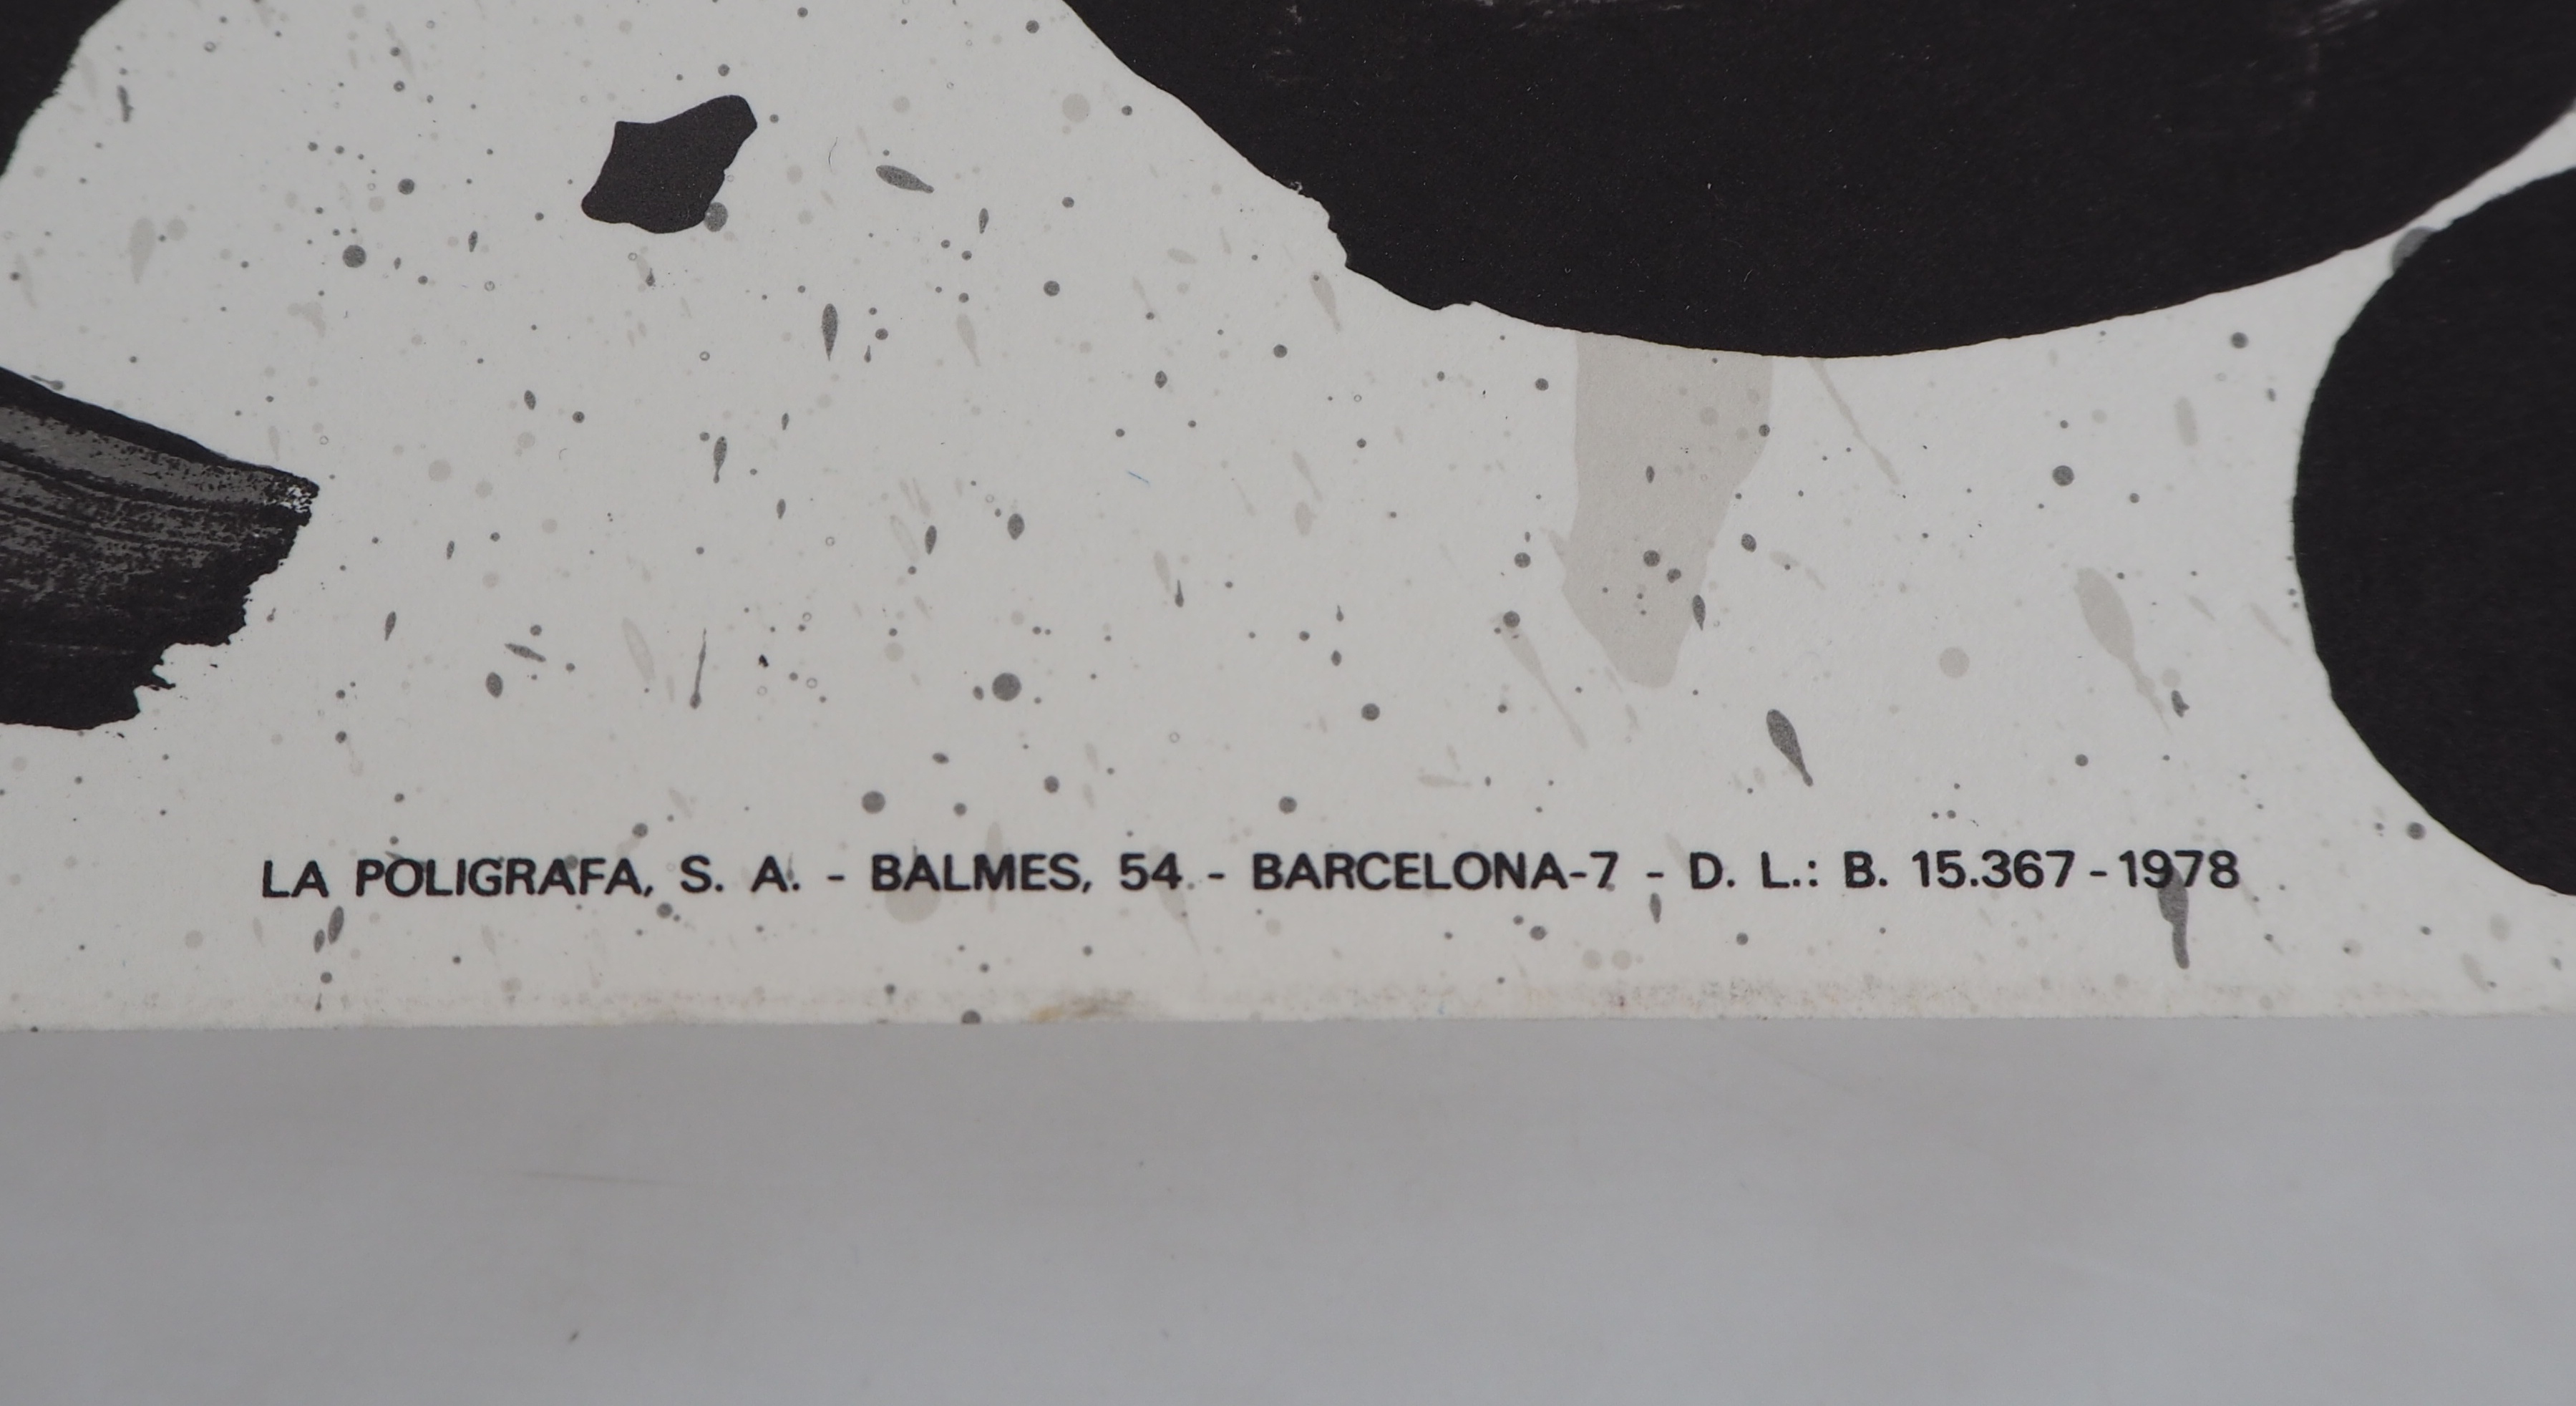 LA POLIGRAFA, S. A. - BALMES, 54 - BARCELONA-7 - D. L.: B. 15.367-1978